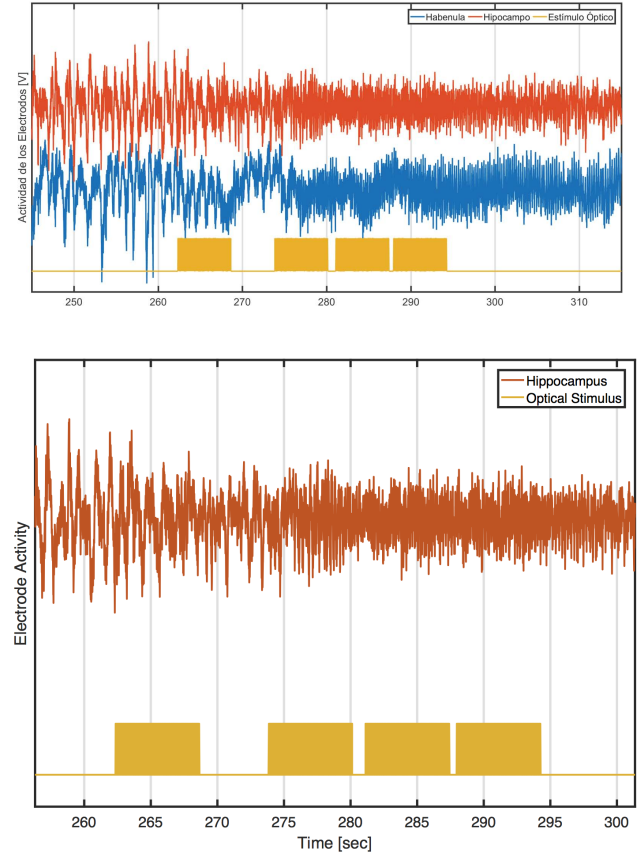 Habenula Hipocampo Estímulo Óptico
Actividad de los Electrodos [V]
250 260 270 280 290 300 310
Hippocampus
Optical Stimulus
Electrode Activity
260 265 270 275 280 285 290 295 300
Time [sec]